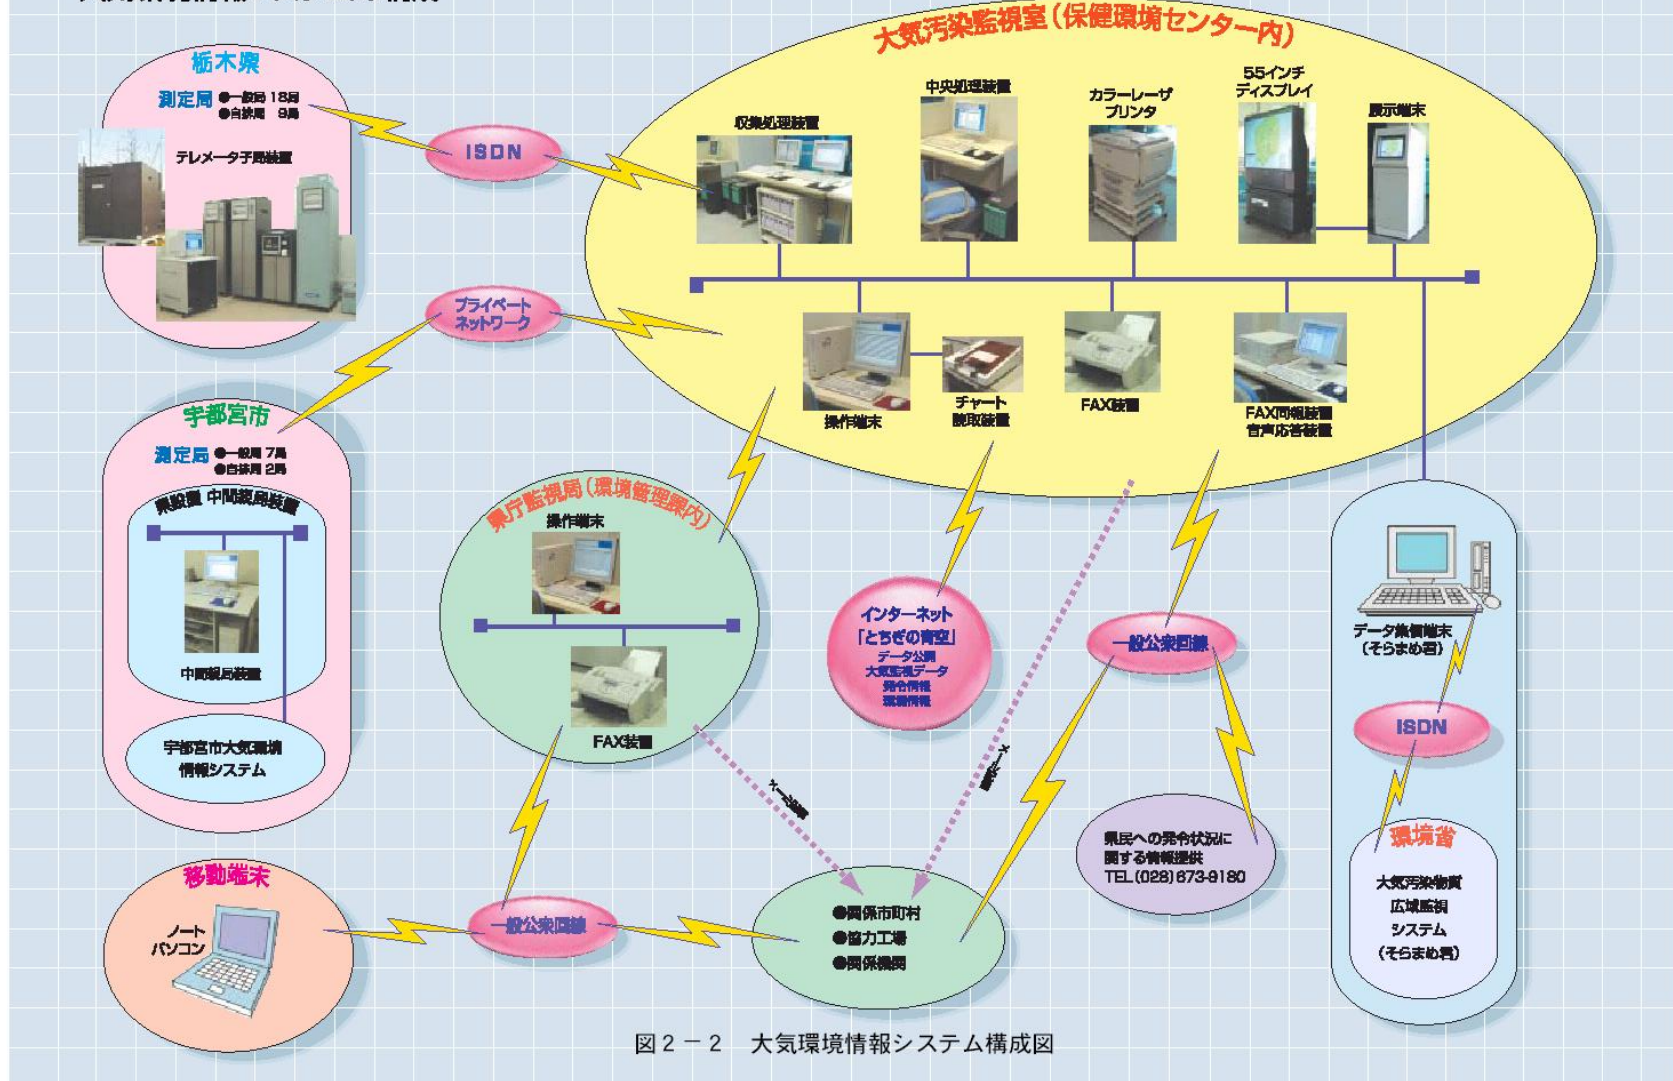 大気汚染監視室(保健環境センター内)
栃木県
測定局 ●一般局 18局
●自排局 9局
テレメータ子局装置
ISDN
収集処理装置
中央処理装置
カラーレーザ
プリンタ
55インチ
ディスプレイ
展示端末
プライベート
ネットワーク
操作端末
チャート
読取装置
FAX装置
FAX同報装置
音声応答装置
宇都宮市
測定局 ●一般局 7局
●自排局 2局
県設置 中間親局装置
中間親局装置
宇都宮市大気環境
情報システム
県庁監視局(環境管理課内)
操作端末
FAX装置
インターネット
「とちぎの青空」
データ公開
大気監視データ
発令情報
環境情報
一般公衆回線
データ集信端末
(そらまめ君)
ISDN
環境省
大気汚染物質
広域監視
システム
(そらまめ君)
県民への発令状況に
関する情報提供
TEL(028)673-9180
移動端末
ノート
パソコン
一般公衆回線
●関係市町村
●協力工場
●関係機関
図2-2 大気環境情報システム構成図